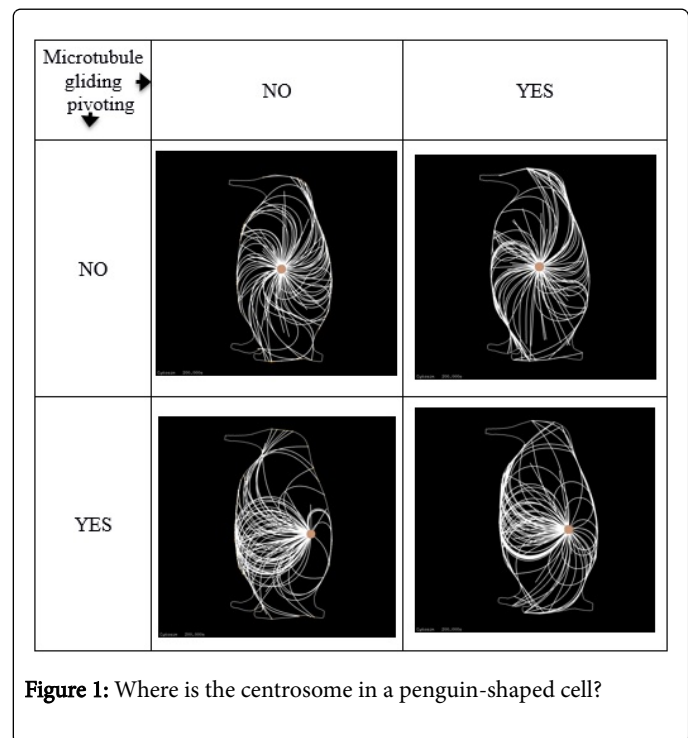 Microtubule
gliding
pivoting
NO
YES
NO
YES
Figure 1: Where is the centrosome in a penguin-shaped cell?